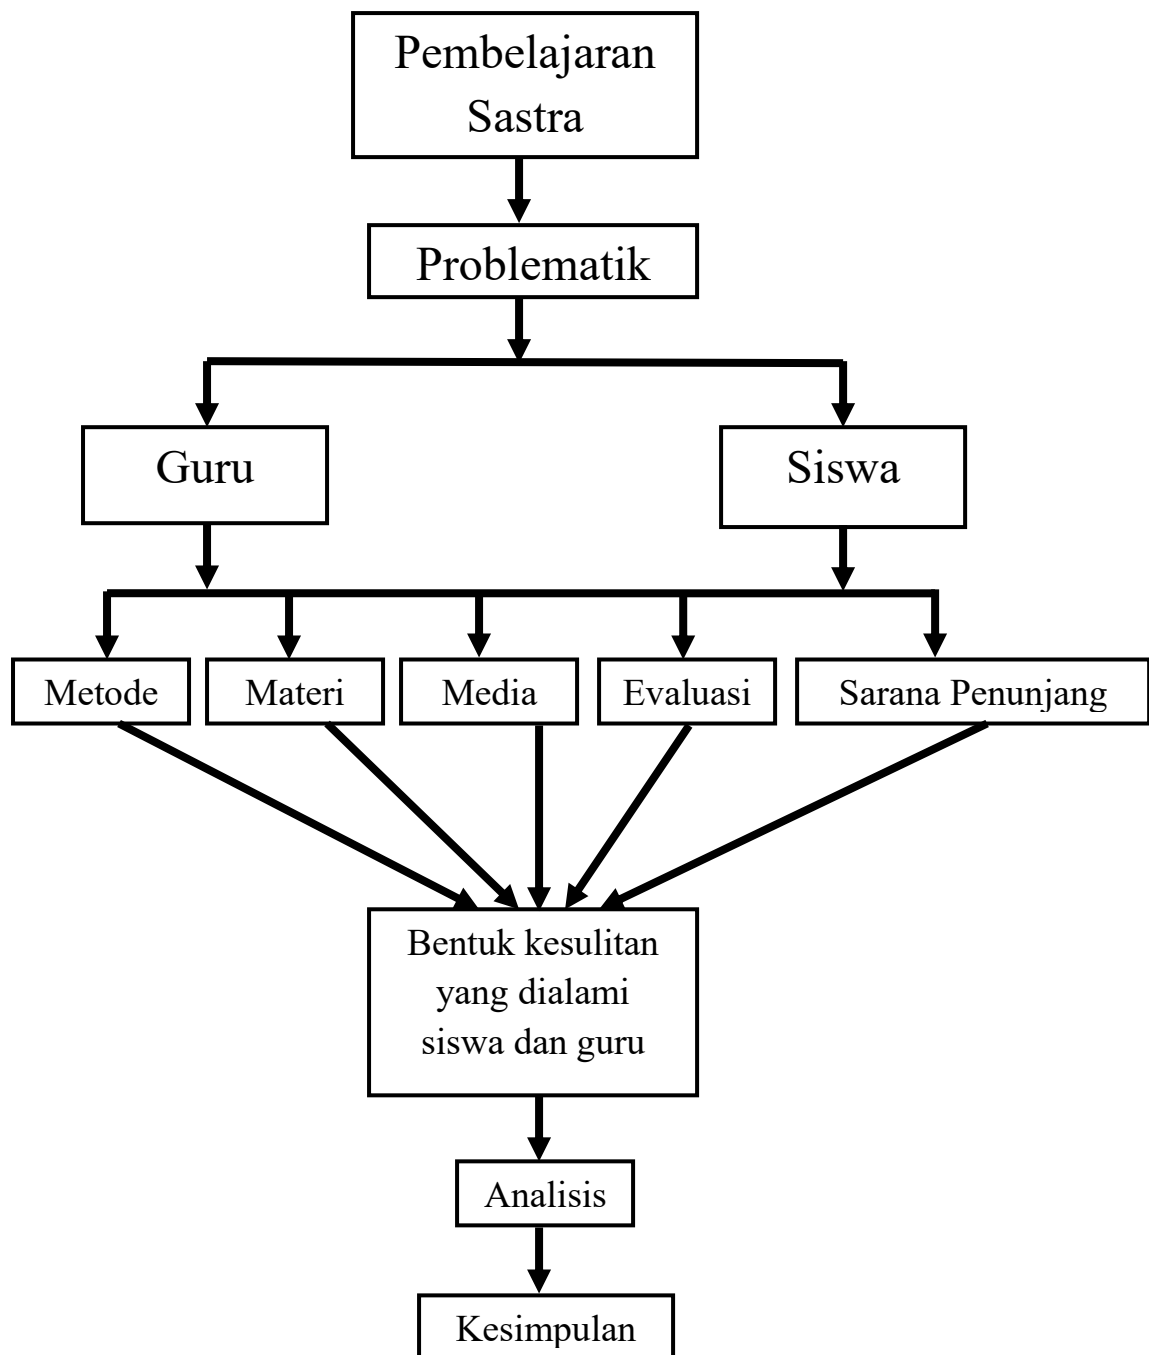 Pembelajaran
Sastra
Problematik
Guru
Siswa
Metode
Materi
Media
Evaluasi
Sarana Penunjang
Bentuk kesulitan
yang dialami
siswa dan guru
Analisis
Kesimpulan